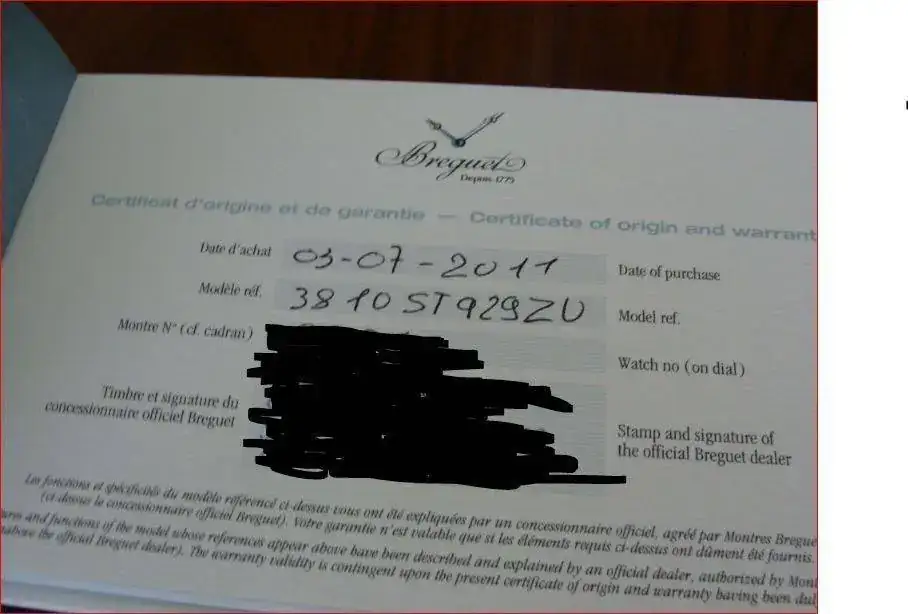 Breguet
Depuis 1775
Certificat d'origine et de garantie — Certificate of origin and warrant
Date d'achat 03-07-2011 Date of purchase
Modèle réf. 3810ST929ZU Model ref.
Montre N° (cf. cadran) Watch no (on dial)
Timbre et signature du
concessionnaire officiel Breguet
Stamp and signature of
the official Breguet dealer
Les fonctions et spécificités du modèle référencé ci-dessus vous ont été expliquées par un concessionnaire officiel, agréé par Montres Bregue
(ci-dessus le concessionnaire officiel Breguet). Votre garantie n'est valable que si les éléments requis ci-dessus ont dûment été fournis.
ures and functions of the model whose references appear above have been described and explained by an official dealer, authorized by Mont
above the official Breguet dealer). The warranty validity is contingent upon the present certificate of origin and warranty having been dul